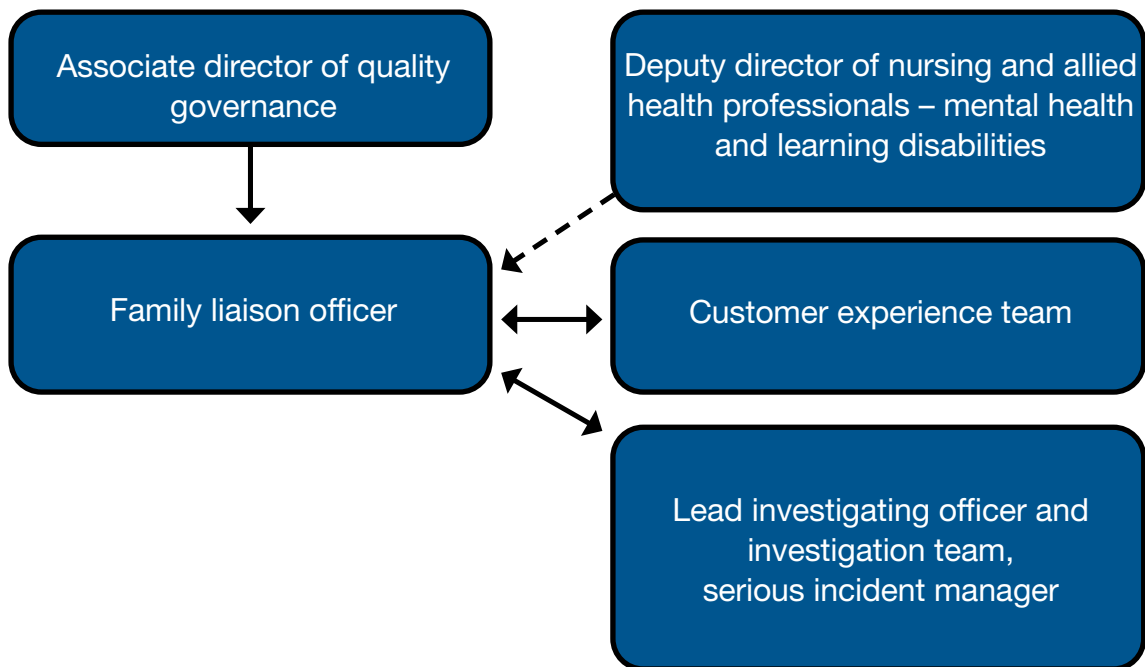 Associate director of quality
governance
Deputy director of nursing and allied
health professionals – mental health
and learning disabilities
Family liaison officer
Customer experience team
Lead investigating officer and
investigation team,
serious incident manager